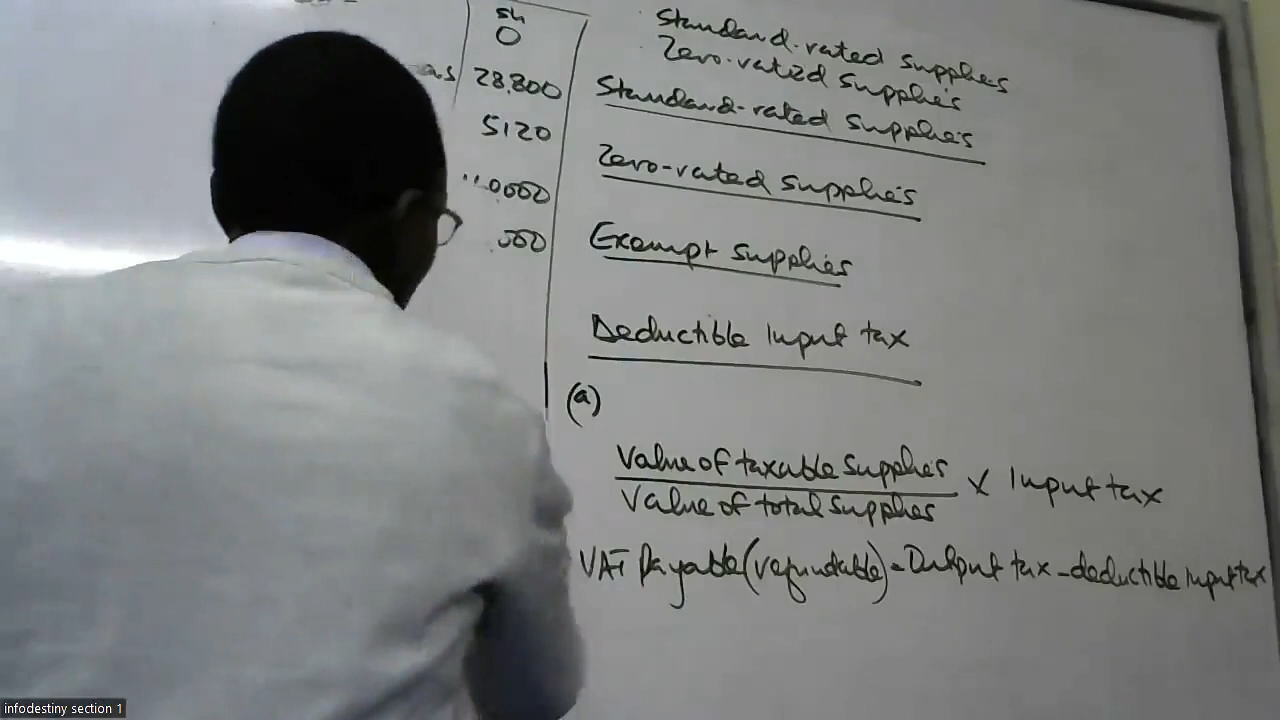 sh
0
28.800
5120
Standard-rated supplies
Zero-rated supplies
Standard-rated supplies
Zero-rated supplies
Exempt supplies
Deductible Input tax
(a)
Value of taxable supplies
Value of total supplies
x Input tax
VAT Payable (refundable) = Output tax - deductible input tax
infodestiny section 1